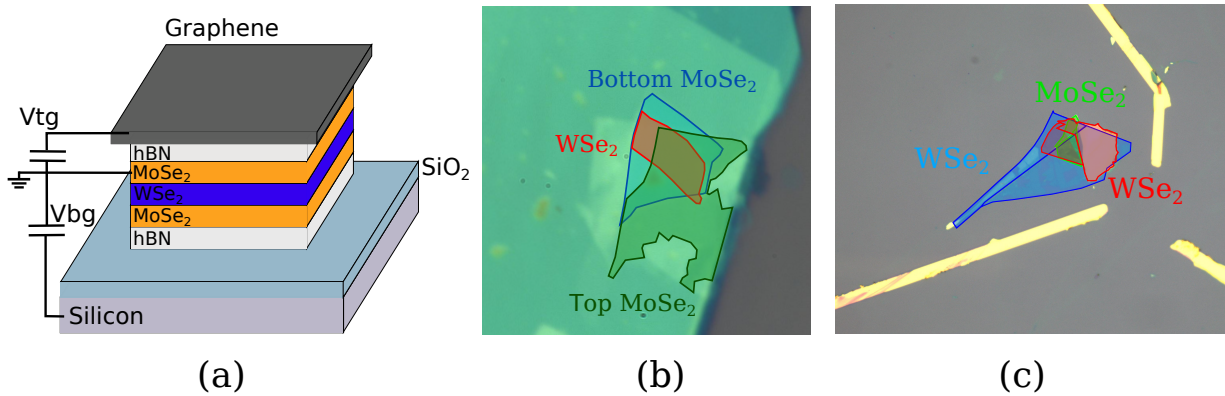 Graphene
Vtg
hBN
MoSe₂
WSe₂
MoSe₂
hBN
SiO₂
Vbg
Silicon
(a)
Bottom MoSe₂
WSe₂
Top MoSe₂
(b)
MoSe₂
WSe₂
WSe₂
(c)